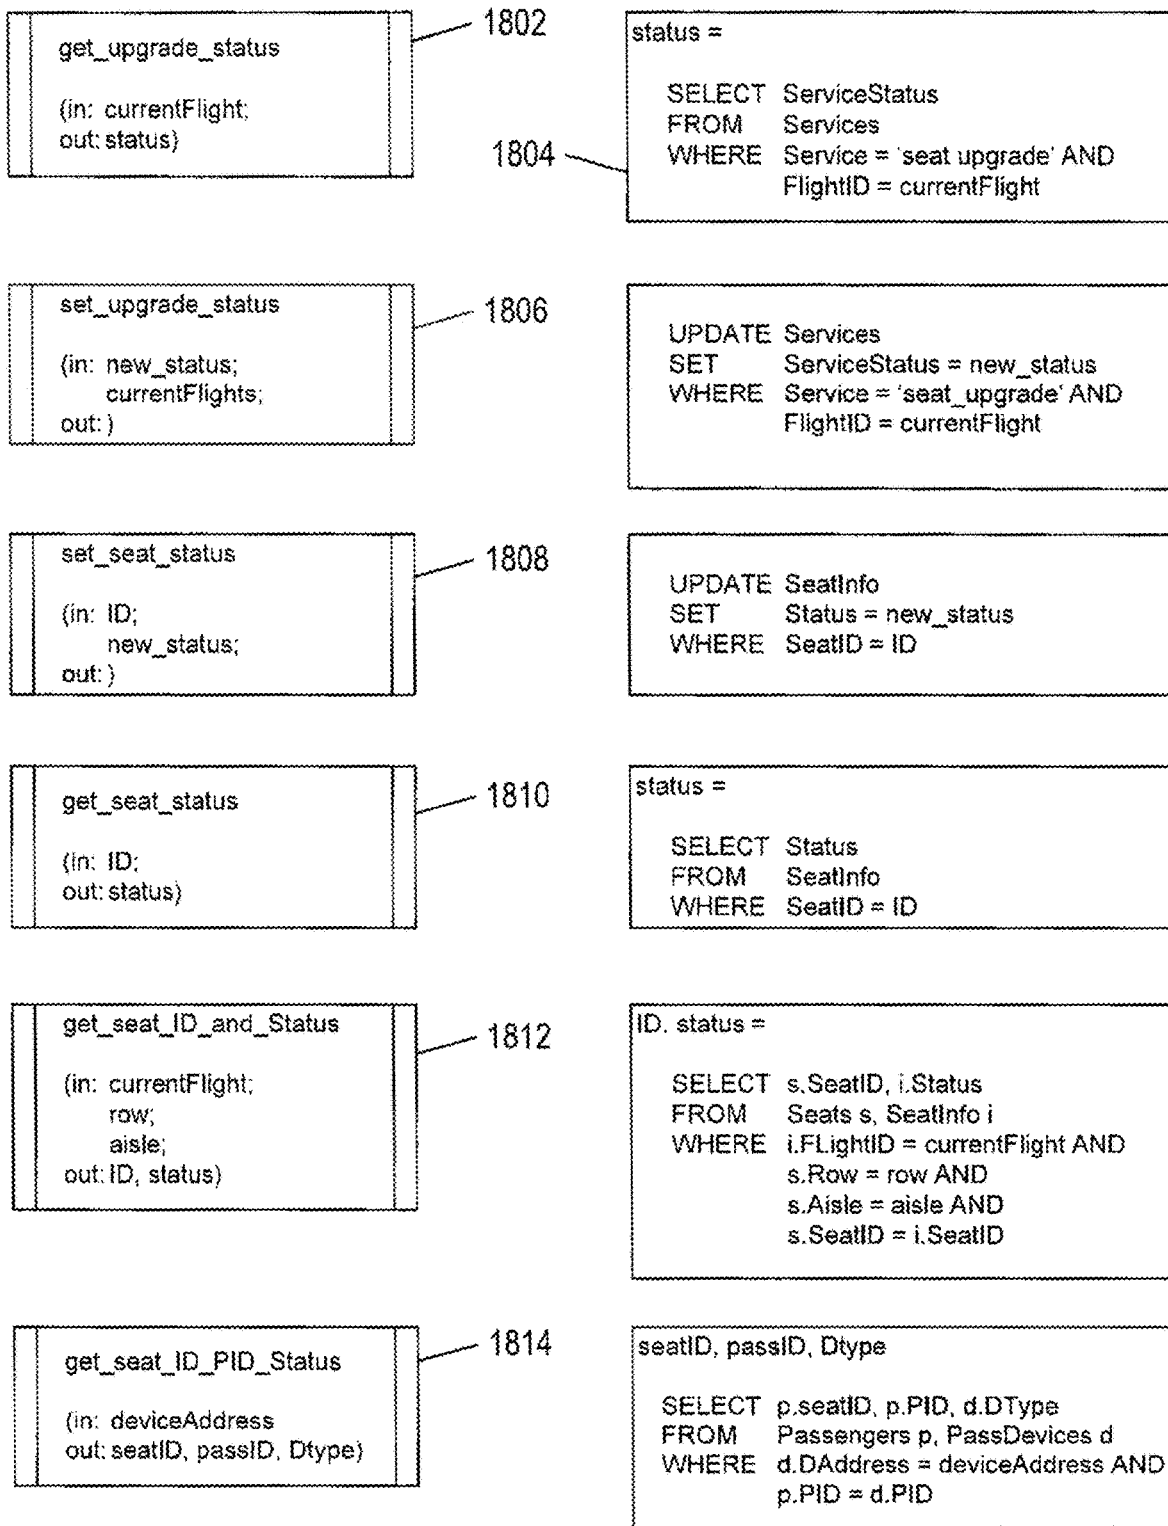 get_upgrade_status
(in: currentFlight;
out: status)
1802
status =
SELECT ServiceStatus
FROM Services
WHERE Service = 'seat upgrade' AND
FlightID = currentFlight
1804
set_upgrade_status
(in: new_status;
currentFlights;
out: )
1806
UPDATE Services
SET ServiceStatus = new_status
WHERE Service = 'seat_upgrade' AND
FlightID = currentFlight
set_seat_status
(in: ID;
new_status;
out: )
1808
UPDATE SeatInfo
SET Status = new_status
WHERE SeatID = ID
get_seat_status
(in: ID;
out: status)
1810
status =
SELECT Status
FROM SeatInfo
WHERE SeatID = ID
get_seat_ID_and_Status
(in: currentFlight;
row;
aisle;
out: ID, status)
1812
ID. status =
SELECT s.SeatID, i.Status
FROM Seats s, SeatInfo i
WHERE i.FLightID = currentFlight AND
s.Row = row AND
s.Aisle = aisle AND
s.SeatID = i.SeatID
get_seat_ID_PID_Status
(in: deviceAddress
out: seatID, passID, Dtype)
1814
seatID, passID, Dtype
SELECT p.seatID, p.PID, d.DType
FROM Passengers p, PassDevices d
WHERE d.DAddress = deviceAddress AND
p.PID = d.PID